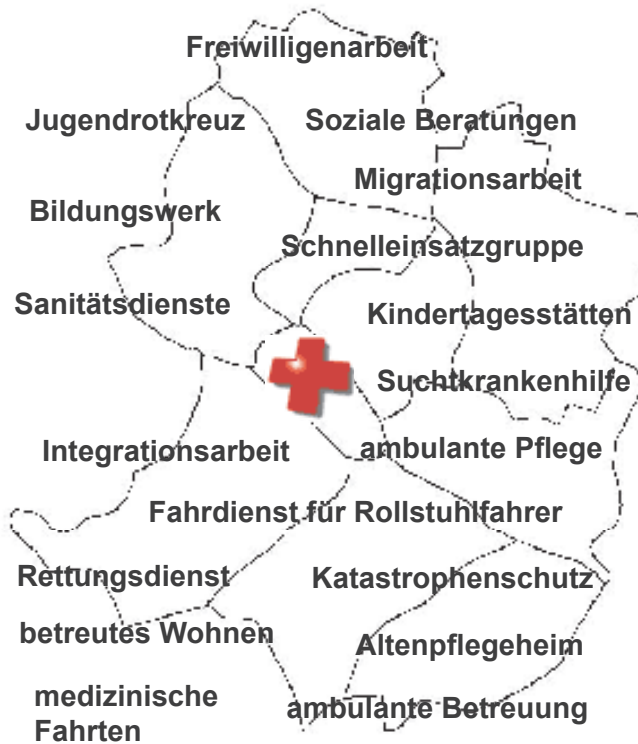 Freiwilligenarbeit
Jugendrotkreuz
Soziale Beratungen
Migrationsarbeit
Bildungswerk
Schnelleinsatzgruppe
Sanitätsdienste
Kindertagesstätten
Suchtkrankenhilfe
Integrationsarbeit
ambulante Pflege
Fahrdienst für Rollstuhlfahrer
Rettungsdienst
Katastrophenschutz
betreutes Wohnen
Altenpflegeheim
medizinische
Fahrten
ambulante Betreuung